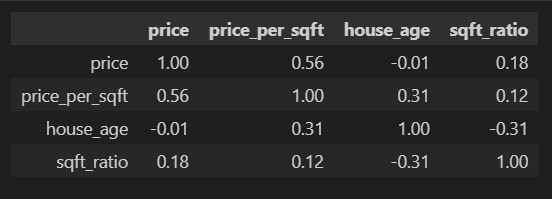 price price_per_sqft house_age sqft_ratio
price 1.00 0.56 -0.01 0.18
price_per_sqft 0.56 1.00 0.31 0.12
house_age -0.01 0.31 1.00 -0.31
sqft_ratio 0.18 0.12 -0.31 1.00